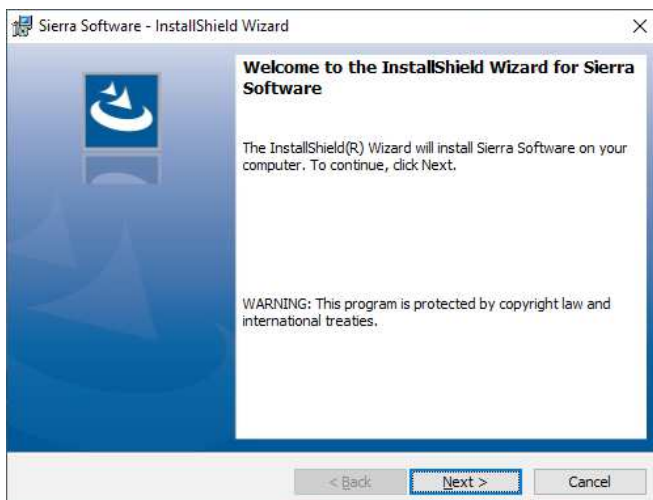 Sierra Software - InstallShield Wizard
Welcome to the InstallShield Wizard for Sierra
Software
The InstallShield(R) Wizard will install Sierra Software on your
computer. To continue, click Next.
WARNING: This program is protected by copyright law and
international treaties.
< Back Next > Cancel